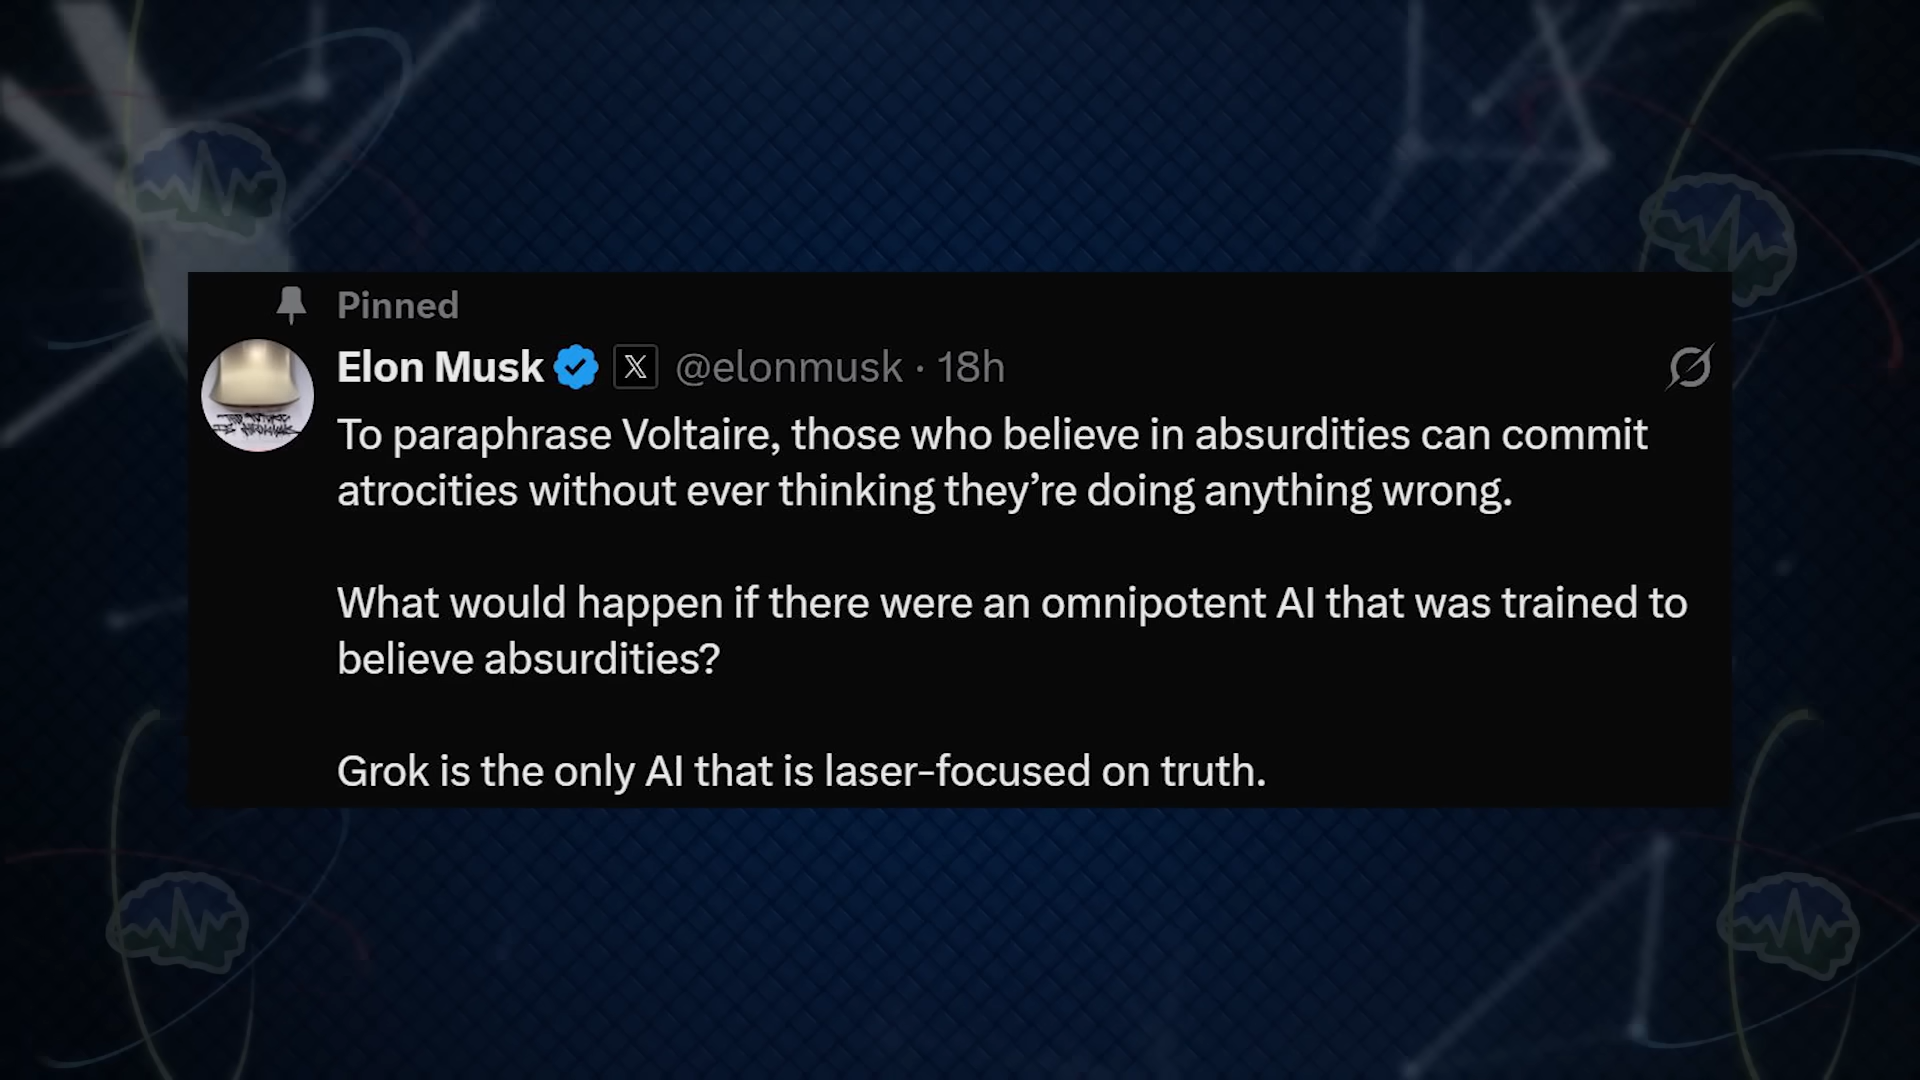 Pinned
Elon Musk @elonmusk · 18h
To paraphrase Voltaire, those who believe in absurdities can commit
atrocities without ever thinking they’re doing anything wrong.
What would happen if there were an omnipotent AI that was trained to
believe absurdities?
Grok is the only AI that is laser-focused on truth.